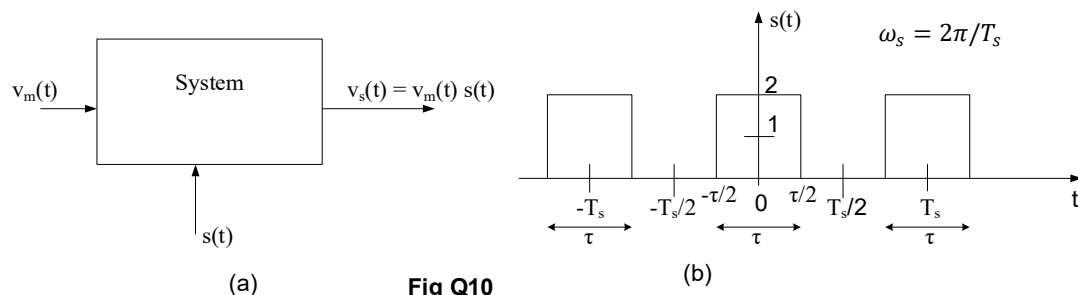 System
v_m(t)
v_s(t) = v_m(t) s(t)
s(t)
(a)
Fig Q10
s(t)
ω_s = 2π/T_s
2
1
-T_s
-T_s/2
-τ/2
0
τ/2
T_s/2
T_s
t
τ
τ
τ
(b)